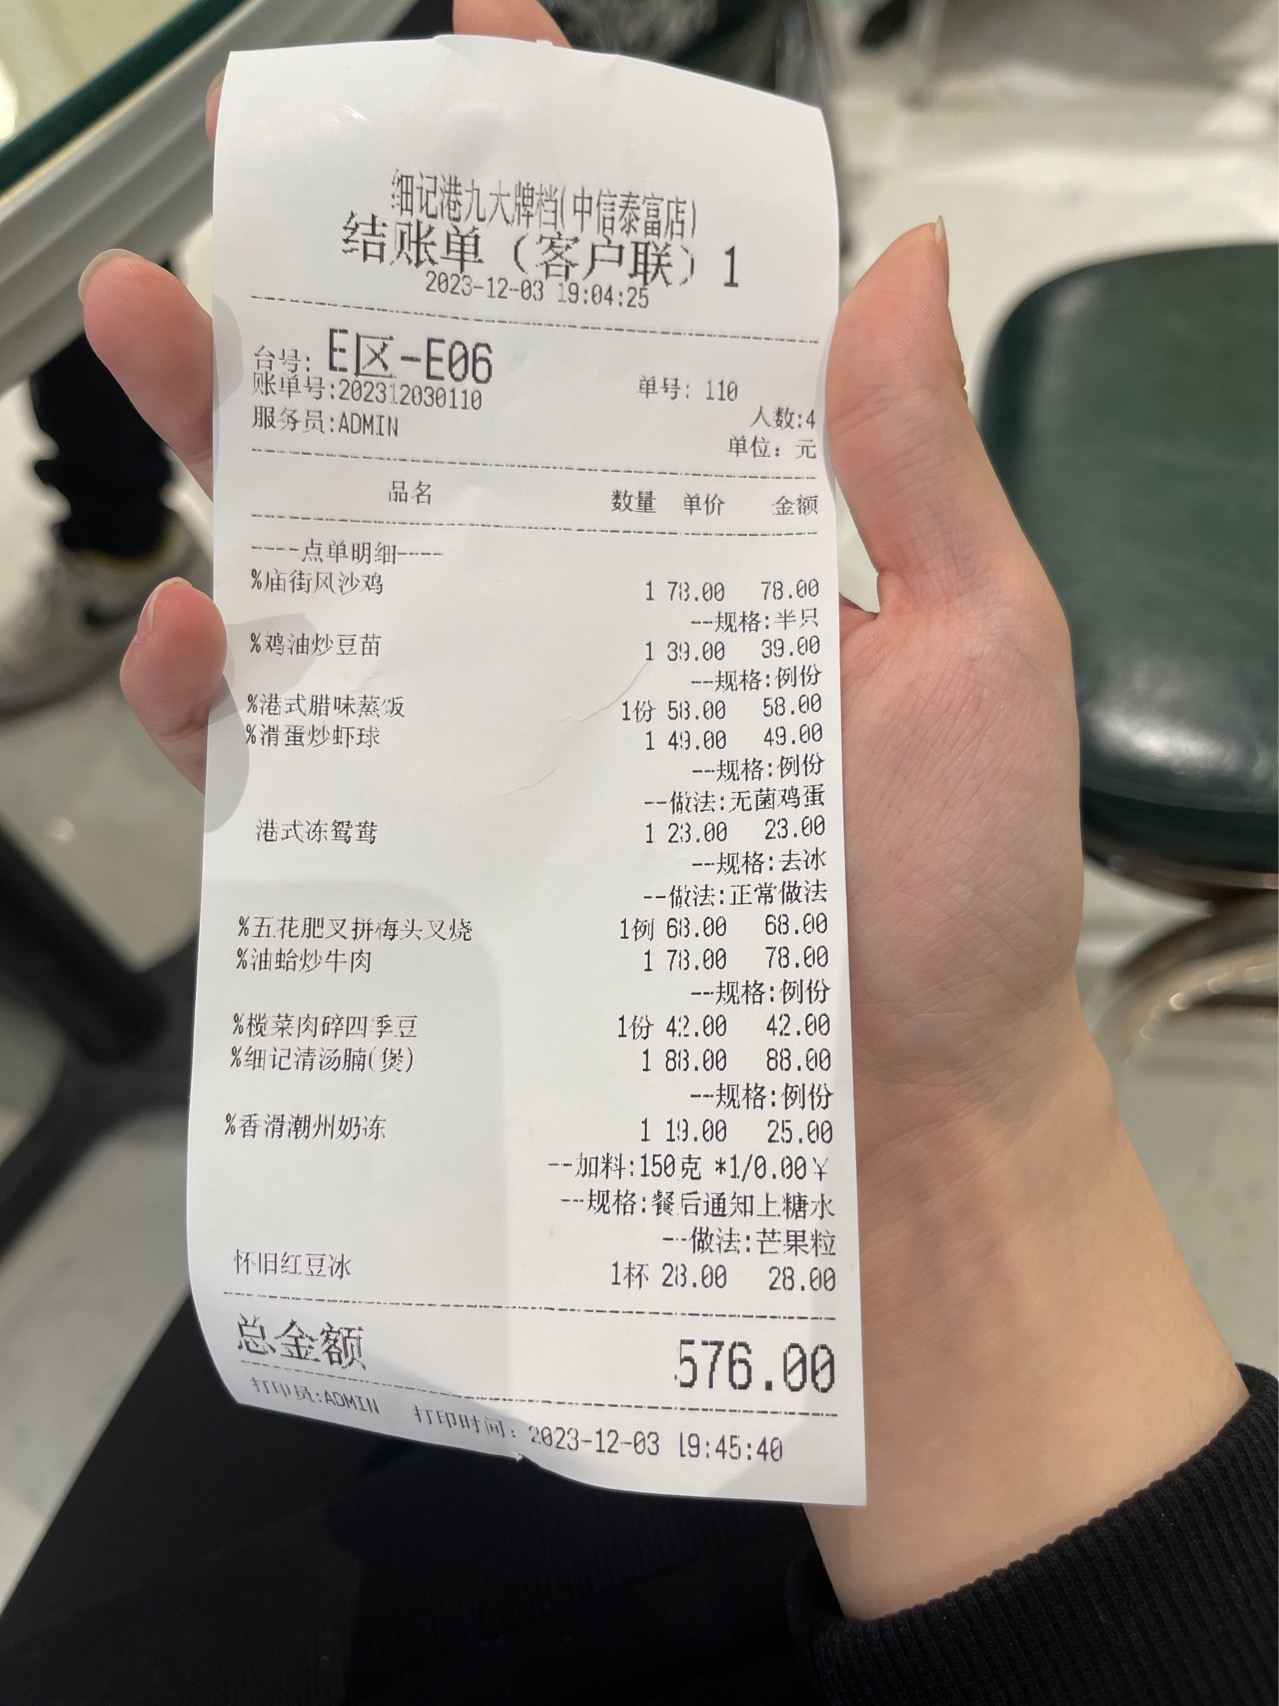 细记港九大牌档(中信泰富店)
结账单（客户联）1
2023-12-03 19:04:25
台号: E区-E06
单号: 110
账单号:202312030110
人数:4
服务员:ADMIN
单位: 元
品名 数量 单价 金额
----点单明细----
%庙街风沙鸡 1 78.00 78.00
--规格:半只
%鸡油炒豆苗 1 39.00 39.00
--规格:例份
%港式腊味蒸饭 1份 58.00 58.00
%滑蛋炒虾球 1 49.00 49.00
--规格:例份
--做法:无菌鸡蛋
港式冻鸳鸯 1 23.00 23.00
--规格:去冰
--做法:正常做法
%五花肥叉拼梅头叉烧 1例 68.00 68.00
%油蛤炒牛肉 1 78.00 78.00
--规格:例份
%榄菜肉碎四季豆 1份 42.00 42.00
%细记清汤腩(煲) 1 88.00 88.00
--规格:例份
%香滑潮州奶冻 1 19.00 25.00
--加料:150克 *1/0.00￥
--规格:餐后通知上糖水
--做法:芒果粒
怀旧红豆冰 1杯 28.00 28.00
总金额 576.00
打印员:ADMIN 打印时间: 2023-12-03 19:45:40